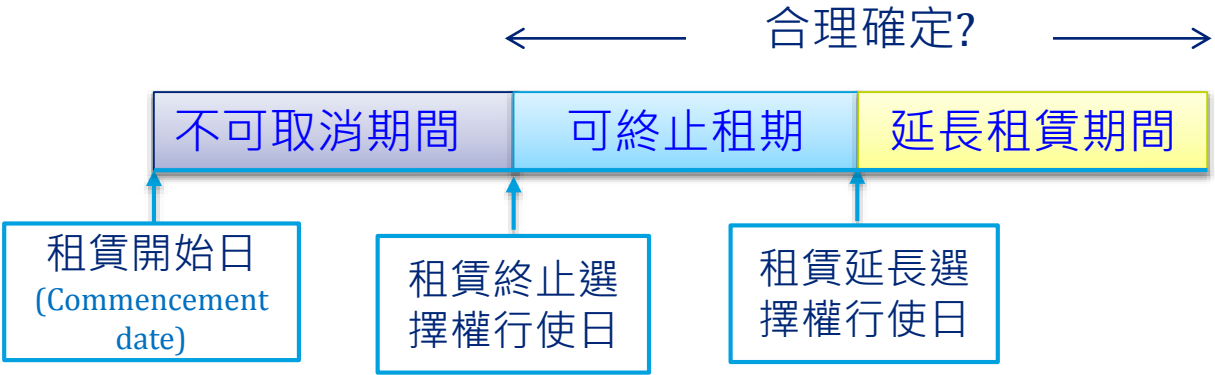 合理確定?
不可取消期間
可終止租期
延長租賃期間
租賃開始日
(Commencement
date)
租賃終止選
擇權行使日
租賃延長選
擇權行使日